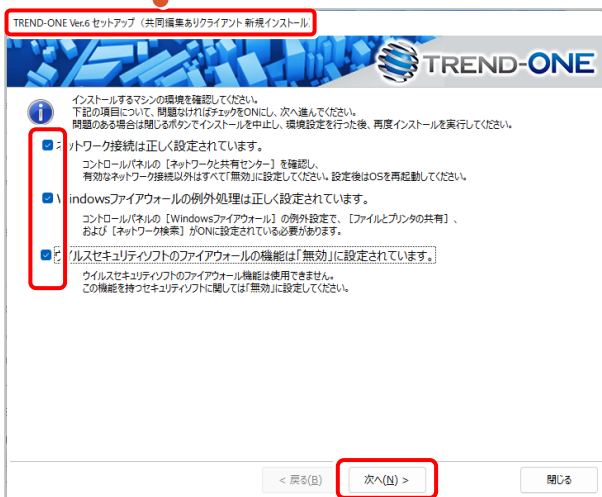 TREND-ONE Ver.6 セットアップ（共同編集ありクライアント 新規インストール
TREND-ONE
インストールするマシンの環境を確認してください。
下記の項目について、問題なければチェックをONにし、次へ進んでください。
問題のある場合は閉じるボタンでインストールを中止し、環境設定を行った後、再度インストールを実行してください。
ネットワーク接続は正しく設定されています。
コントロールパネルの［ネットワークと共有センター］を確認し、
有効なネットワーク接続以外はすべて「無効」に設定してください。設定後はOSを再起動してください。
Windowsファイアウォールの例外処理は正しく設定されています。
コントロールパネルの［Windowsファイアウォール］の例外設定で、［ファイルとプリンタの共有］、
および［ネットワーク検索］がONに設定されている必要があります。
ウイルスセキュリティソフトのファイアウォールの機能は「無効」に設定されています。
ウイルスセキュリティソフトのファイアウォール機能は使用できません。
この機能を持つセキュリティソフトに関しては「無効」に設定してください。
< 戻る(B)
次へ(N) >
閉じる